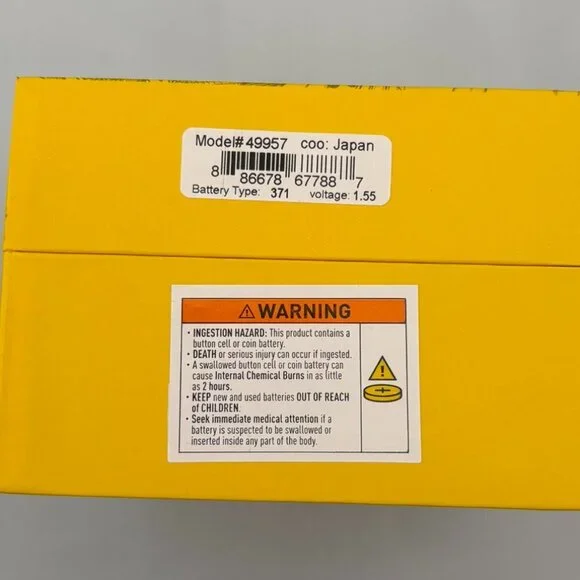 Model# 49957 coo: Japan
8 86678 67788 7
Battery Type: 371 voltage: 1.55
⚠ WARNING
• INGESTION HAZARD: This product contains a
button cell or coin battery.
• DEATH or serious injury can occur if ingested.
• A swallowed button cell or coin battery can
cause Internal Chemical Burns in as little
as 2 hours.
• KEEP new and used batteries OUT OF REACH
of CHILDREN.
• Seek immediate medical attention if a
battery is suspected to be swallowed or
inserted inside any part of the body.